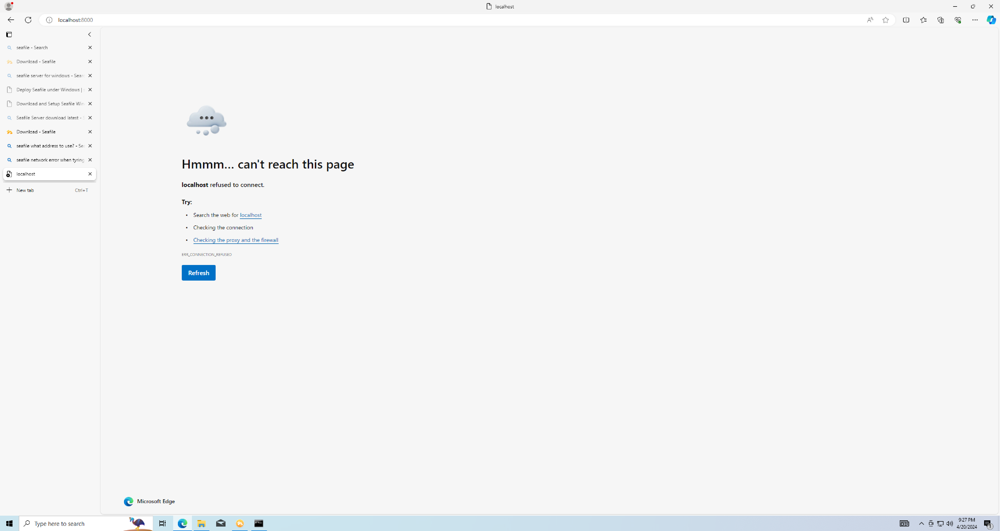 localhost
localhost:8000
seafile - Search
Download - Seafile
seafile server for windows - Sear
Deploy Seafile under Windows |
Download and Setup Seafile Win
Seafile Server download latest - S
Download - Seafile
seafile what address to use? - Sea
seafile network error when tyring
localhost
New tab Ctrl+T
Hmmm... can't reach this page
localhost refused to connect.
Try:
• Search the web for localhost
• Checking the connection
• Checking the proxy and the firewall
ERR_CONNECTION_REFUSED
Refresh
Microsoft Edge
Type here to search
9:27 PM
4/20/2024
1